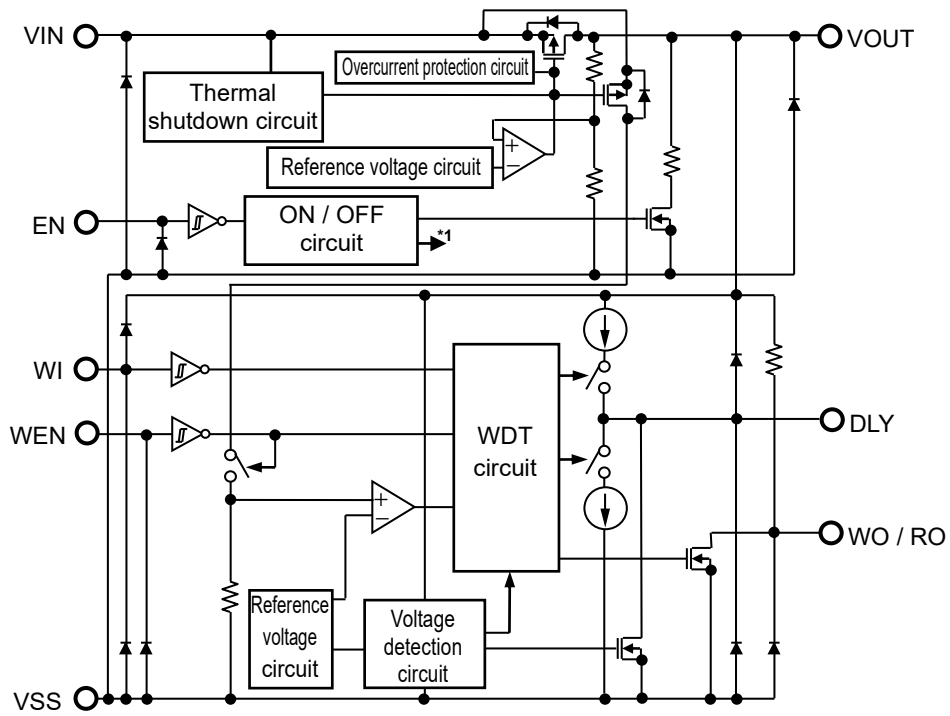 VIN
VOUT
Overcurrent protection circuit
Thermal
shutdown circuit
+
−
Reference voltage circuit
EN
ON / OFF
circuit
*1
WI
WEN
WDT
circuit
DLY
+
−
WO / RO
Reference
voltage
circuit
Voltage
detection
circuit
VSS